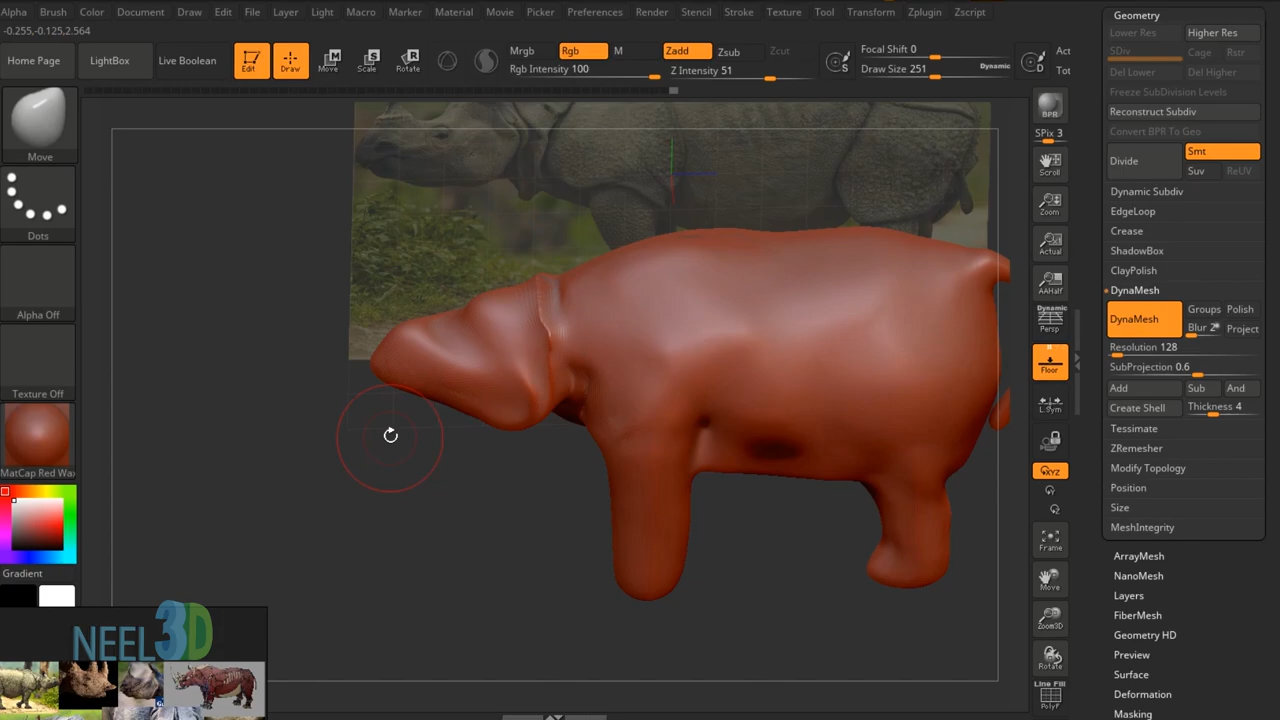 Alpha Brush Color Document Draw Edit File Layer Light Macro Marker Material Movie Picker Preferences Render Stencil Stroke Texture Tool Transform Zplugin Zscript
-0.255,-0.125,2.564
Home Page LightBox Live Boolean Edit Draw Move Scale Rotate
Mrgb Rgb M Zadd Zsub Zcut
Rgb Intensity 100 Z Intensity 51
S
Focal Shift 0
Draw Size 251 Dynamic
D
Act
Tot
Move
Dots
Alpha Off
Texture Off
MatCap Red Wax
Gradient
NEEL3D
BPR
SPix 3
Scroll
Zoom
Actual
AAHalf
Dynamic
Persp
Floor
L.Sym
XYZ
Y
Z
Frame
Move
Zoom3D
Rotate
Line Fill
PolyF
Geometry
Lower Res Higher Res
SDiv Cage Rstr
Del Lower Del Higher
Freeze SubDivision Levels
Reconstruct Subdiv
Convert BPR To Geo
Divide Smt
Suv ReUV
Dynamic Subdiv
EdgeLoop
Crease
ShadowBox
ClayPolish
DynaMesh
DynaMesh Groups Polish
Blur 2 Project
Resolution 128
SubProjection 0.6
Add Sub And
Create Shell Thickness 4
Tessimate
ZRemesher
Modify Topology
Position
Size
MeshIntegrity
ArrayMesh
NanoMesh
Layers
FiberMesh
Geometry HD
Preview
Surface
Deformation
Masking